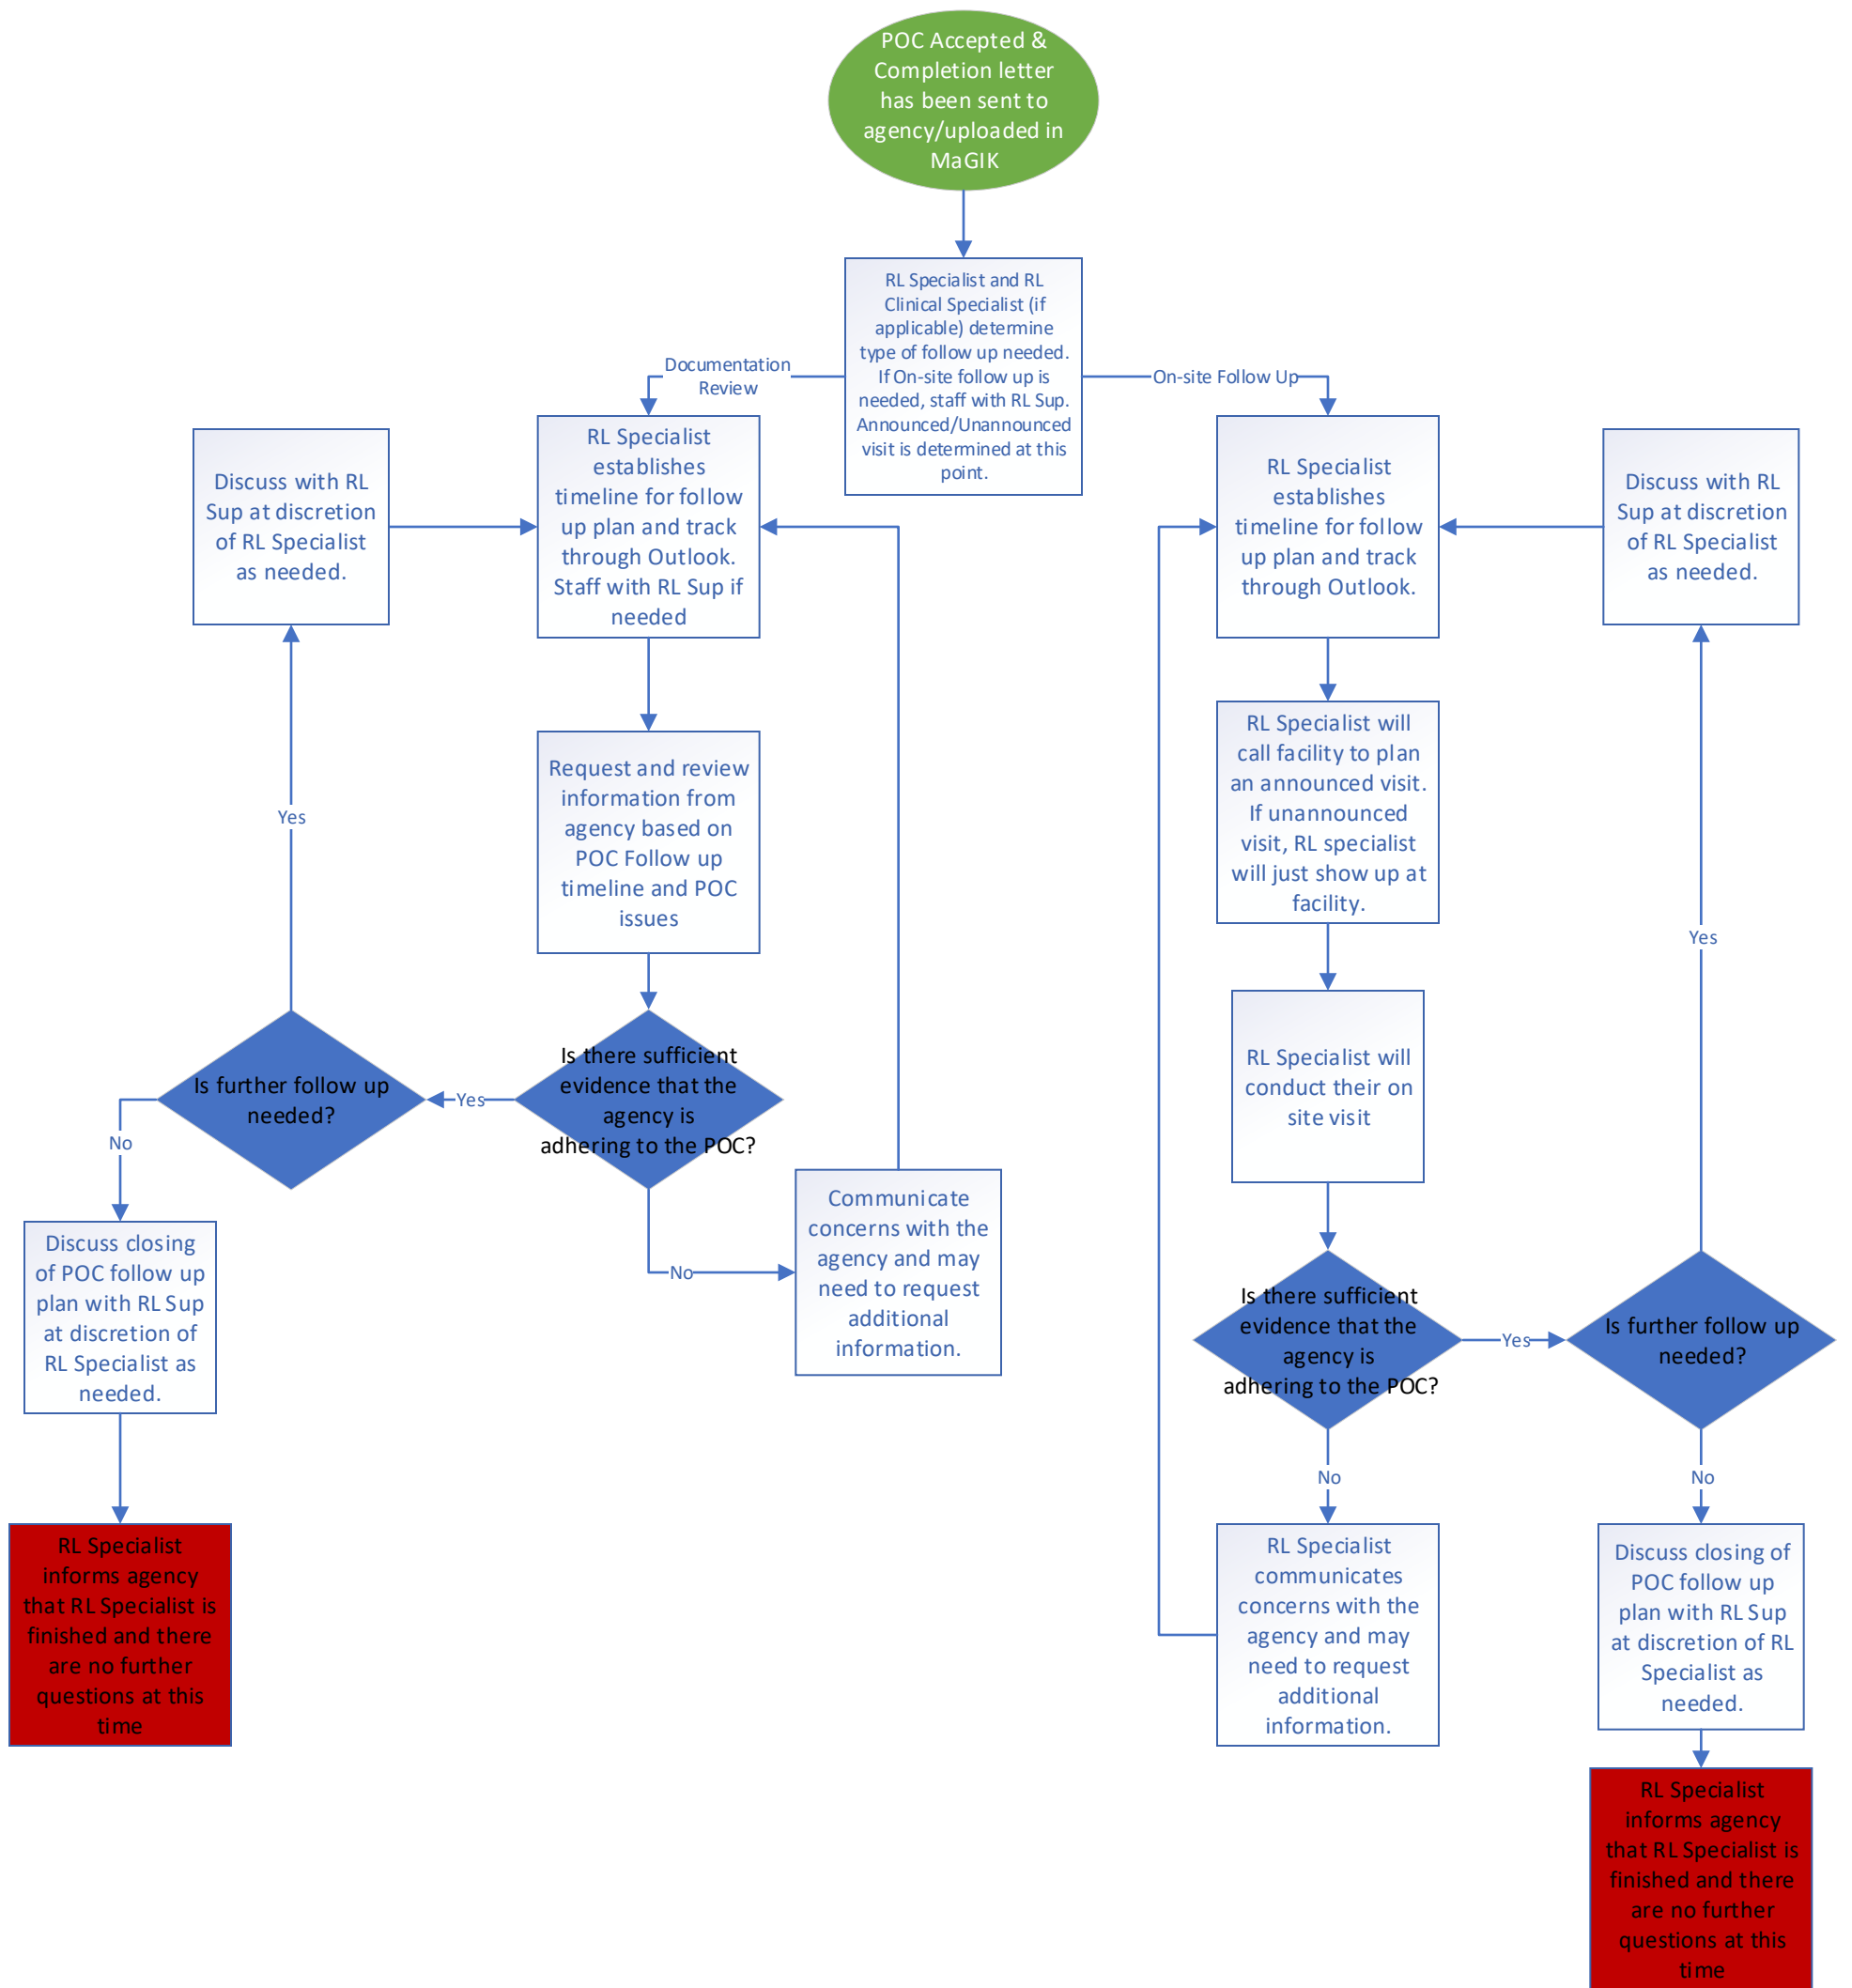 POC Accepted &
Completion letter
has been sent to
agency/uploaded in
MaGIK
RL Specialist and RL
Clinical Specialist (if
applicable) determine
type of follow up needed.
If On-site follow up is
needed, staff with RL Sup.
Announced/Unannounced
visit is determined at this
point.
Documentation
Review
On-site Follow Up
Discuss with RL
Sup at discretion
of RL Specialist
as needed.
RL Specialist
establishes
timeline for follow
up plan and track
through Outlook.
Staff with RL Sup if
needed
RL Specialist
establishes
timeline for follow
up plan and track
through Outlook.
Discuss with RL
Sup at discretion
of RL Specialist
as needed.
Request and review
information from
agency based on
POC Follow up
timeline and POC
issues
RL Specialist will
call facility to plan
an announced visit.
If unannounced
visit, RL specialist
will just show up at
facility.
Yes
Yes
RL Specialist will
conduct their on
site visit
Is further follow up
needed?
Yes
Is there sufficient
evidence that the
agency is
adhering to the POC?
No
No
Communicate
concerns with the
agency and may
need to request
additional
information.
Discuss closing
of POC follow up
plan with RL Sup
at discretion of
RL Specialist as
needed.
Is there sufficient
evidence that the
agency is
adhering to the POC?
Yes
Is further follow up
needed?
No
No
RL Specialist
informs agency
that RL Specialist is
finished and there
are no further
questions at this
time
RL Specialist
communicates
concerns with the
agency and may
need to request
additional
information.
Discuss closing of
POC follow up
plan with RL Sup
at discretion of RL
Specialist as
needed.
RL Specialist
informs agency
that RL Specialist is
finished and there
are no further
questions at this
time